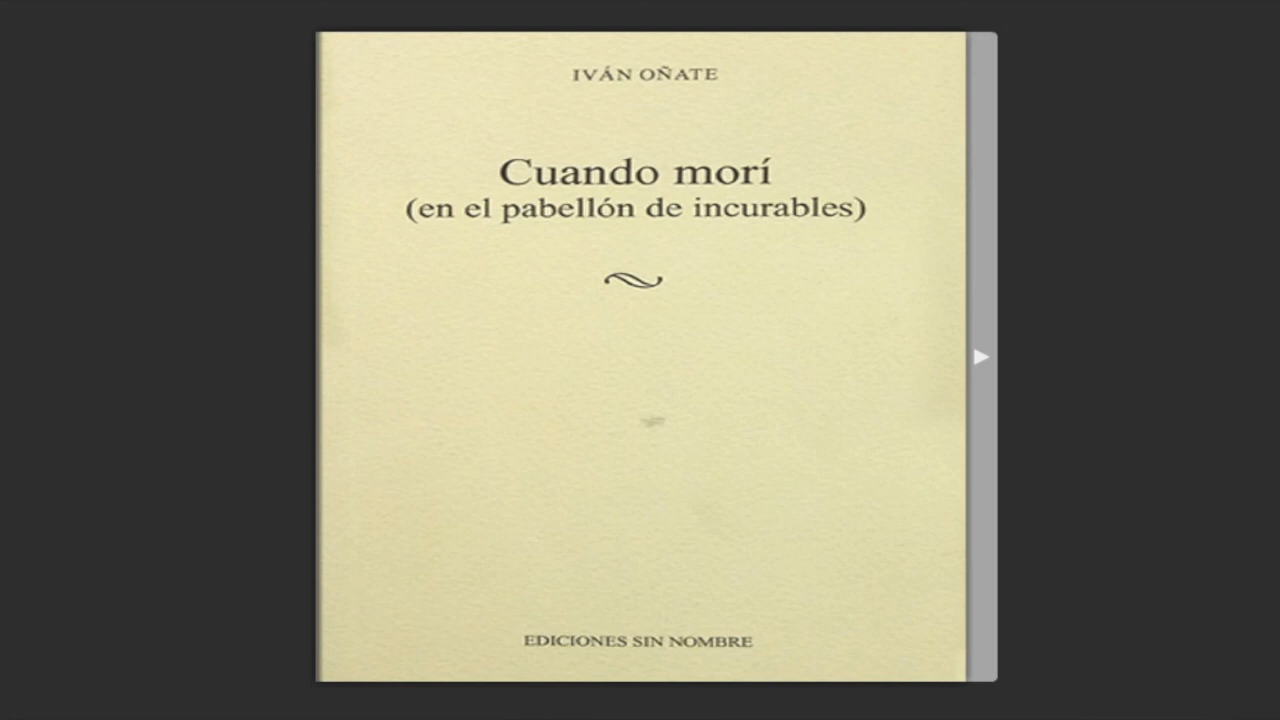 IVÁN OÑATE
Cuando morí
(en el pabellón de incurables)
EDICIONES SIN NOMBRE